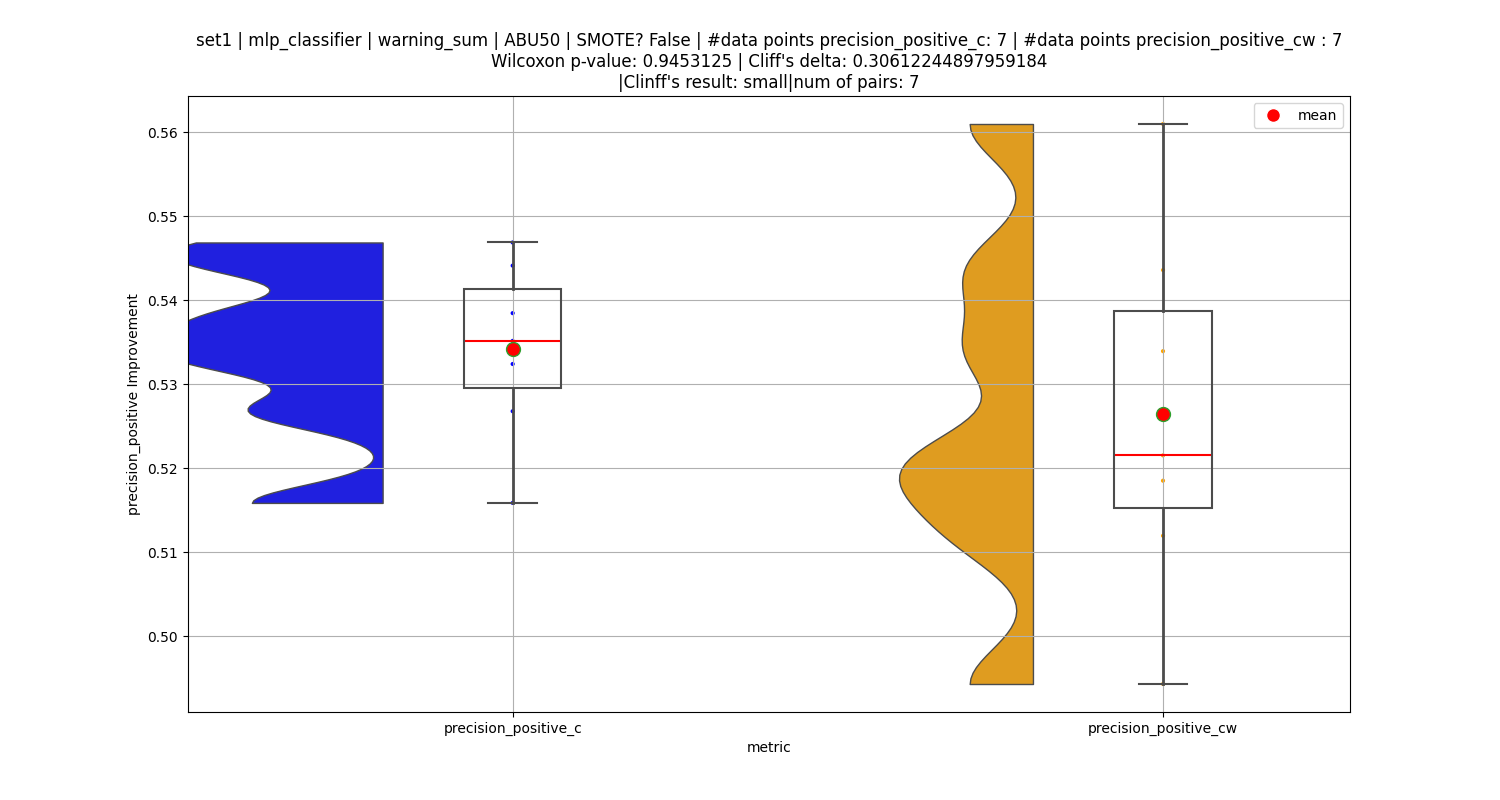 set1 | mlp_classifier | warning_sum | ABU50 | SMOTE? False | #data points precision_positive_c: 7 | #data points precision_positive_cw : 7
Wilcoxon p-value: 0.9453125 | Cliff's delta: 0.30612244897959184
|Clinff's result: small|num of pairs: 7
mean
precision_positive Improvement
0.56
0.55
0.54
0.53
0.52
0.51
0.50
precision_positive_c
precision_positive_cw
metric